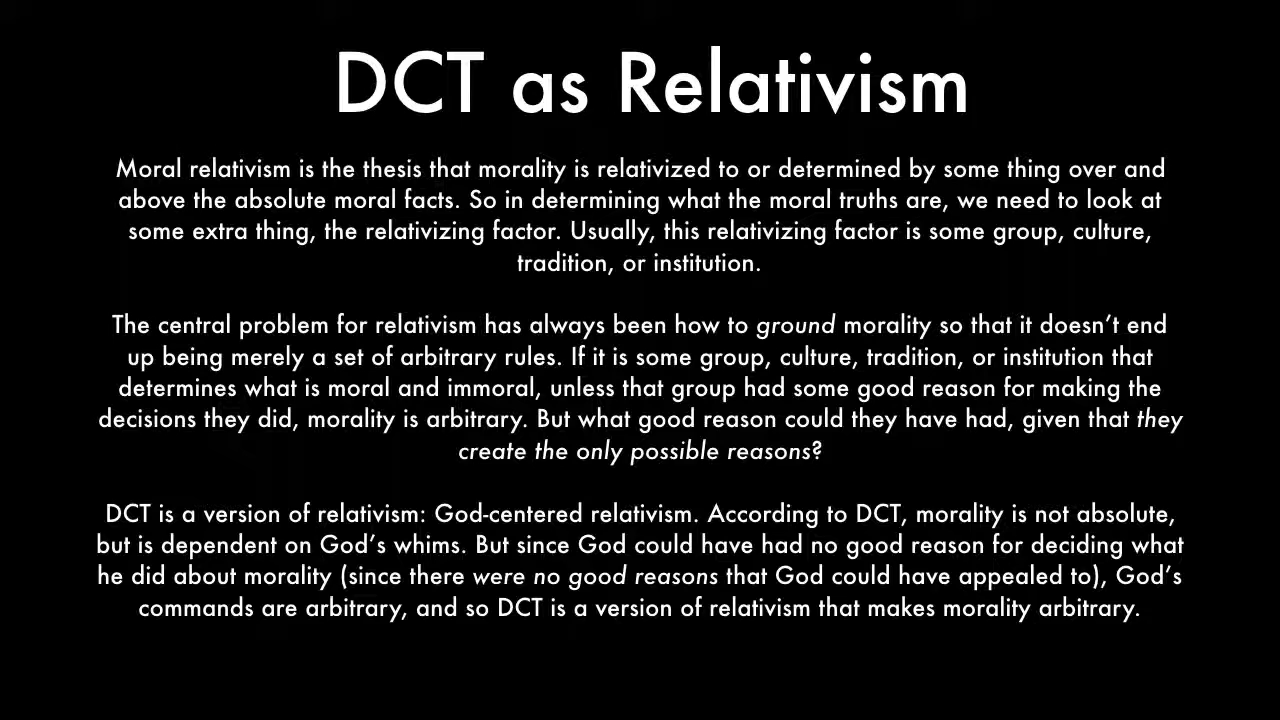 DCT as Relativism
Moral relativism is the thesis that morality is relativized to or determined by some thing over and
above the absolute moral facts. So in determining what the moral truths are, we need to look at
some extra thing, the relativizing factor. Usually, this relativizing factor is some group, culture,
tradition, or institution.
The central problem for relativism has always been how to ground morality so that it doesn’t end
up being merely a set of arbitrary rules. If it is some group, culture, tradition, or institution that
determines what is moral and immoral, unless that group had some good reason for making the
decisions they did, morality is arbitrary. But what good reason could they have had, given that they
create the only possible reasons?
DCT is a version of relativism: God-centered relativism. According to DCT, morality is not absolute,
but is dependent on God’s whims. But since God could have had no good reason for deciding what
he did about morality (since there were no good reasons that God could have appealed to), God’s
commands are arbitrary, and so DCT is a version of relativism that makes morality arbitrary.